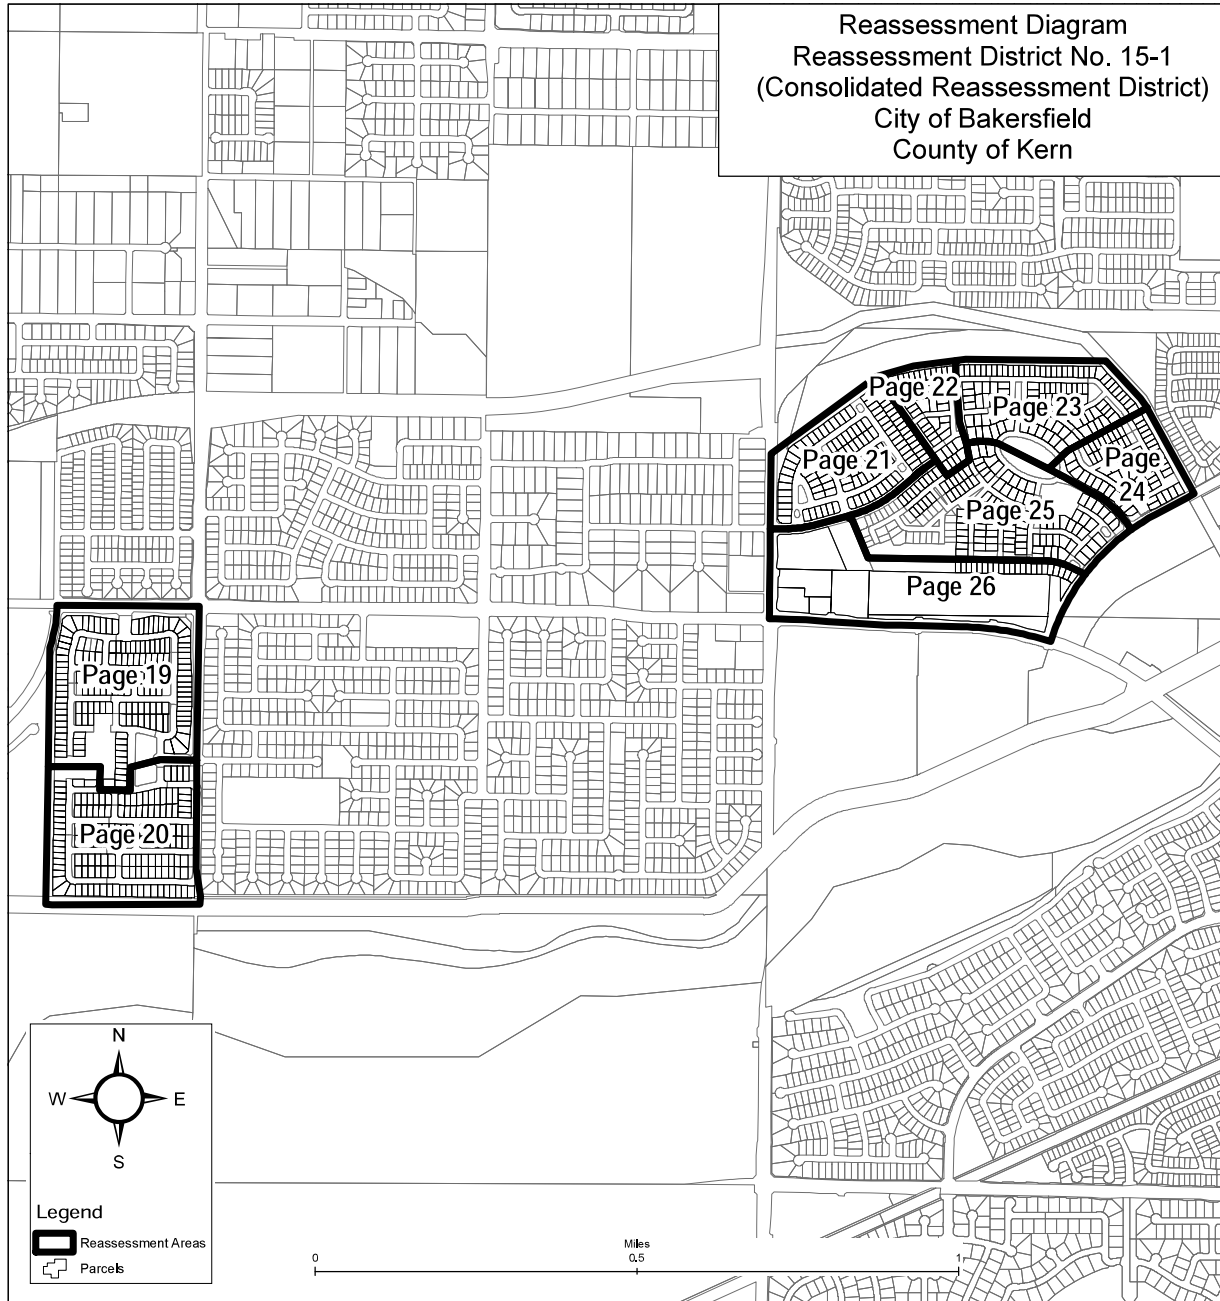 Reassessment Diagram
Reassessment District No. 15-1
(Consolidated Reassessment District)
City of Bakersfield
County of Kern
Page 22
Page 23
Page 21
Page
24
Page 25
Page 26
Page 19
Page 20
N
W
E
S
Legend
Reassessment Areas
Parcels
Miles
0
0.5
1